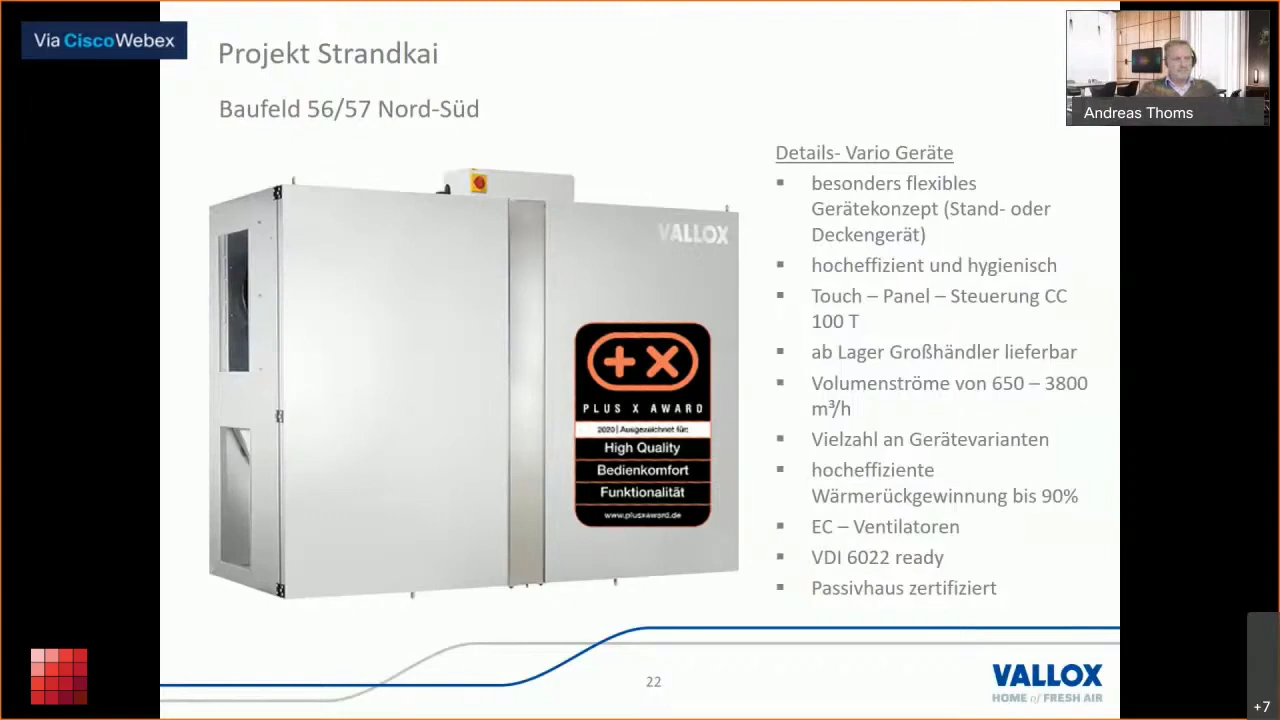 Via CiscoWebex
Projekt Strandkai
Baufeld 56/57 Nord-Süd
Andreas Thoms
Details- Vario Geräte
▪ besonders flexibles
Gerätekonzept (Stand- oder
Deckengerät)
▪ hocheffizient und hygienisch
▪ Touch – Panel – Steuerung CC
100 T
▪ ab Lager Großhändler lieferbar
▪ Volumenströme von 650 – 3800
m³/h
▪ Vielzahl an Gerätevarianten
▪ hocheffiziente
Wärmerückgewinnung bis 90%
▪ EC – Ventilatoren
▪ VDI 6022 ready
▪ Passivhaus zertifiziert
VALLOX
+ X
PLUS X AWARD
2020 | Ausgezeichnet für:
High Quality
Bedienkomfort
Funktionalität
www.plusxaward.de
22
VALLOX
HOME of FRESH AIR
+7